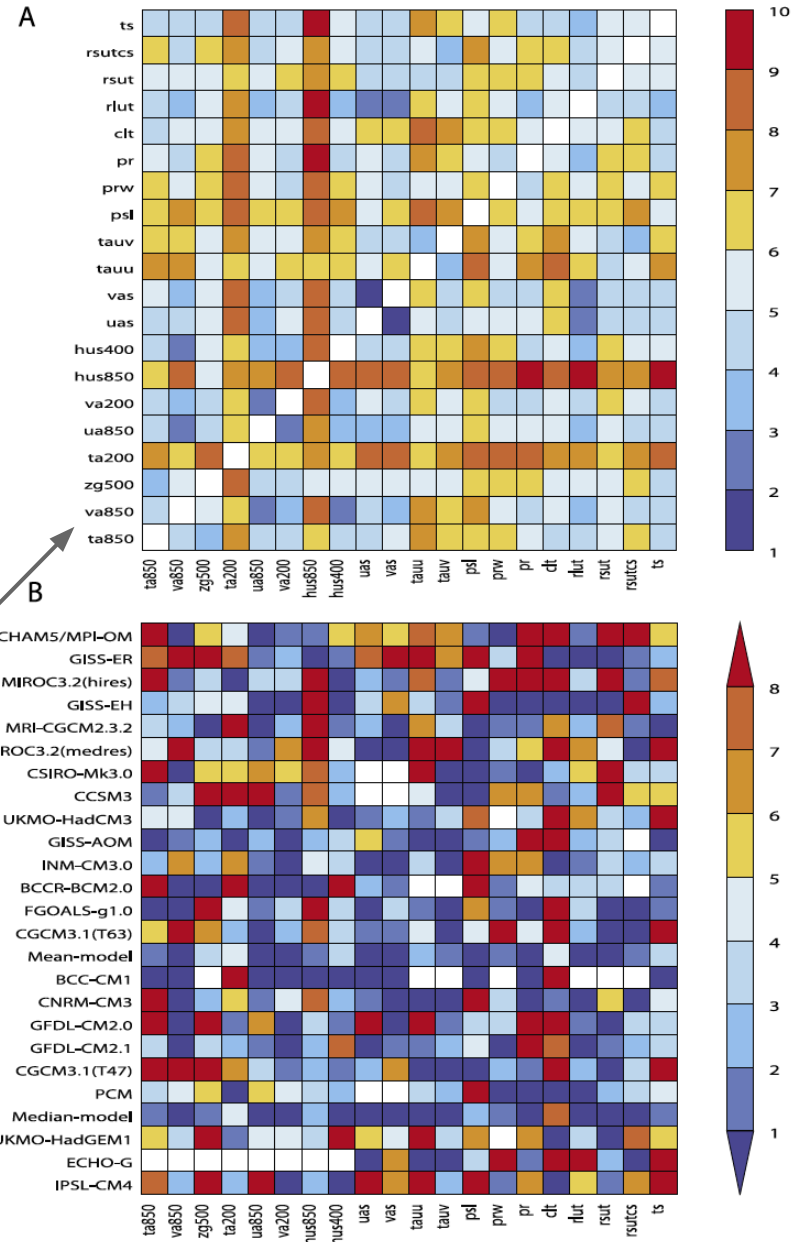 A
ts
rsutcs
rsut
rlut
clt
pr
prw
psl
tauv
tauu
vas
uas
hus400
hus850
va200
ua850
ta200
zg500
va850
ta850
ta850 va850 zg500 ta200 ua850 va200 hus850 hus400 uas vas tauu tauv psl prw pr clt rlut rsut rsutcs ts
10
9
8
7
6
5
4
3
2
1
B
CHAM5/MPI-OM
GISS-ER
MIROC3.2(hires)
GISS-EH
MRI-CGCM2.3.2
ROC3.2(medres)
CSIRO-Mk3.0
CCSM3
UKMO-HadCM3
GISS-AOM
INM-CM3.0
BCCR-BCM2.0
FGOALS-g1.0
CGCM3.1(T63)
Mean-model
BCC-CM1
CNRM-CM3
GFDL-CM2.0
GFDL-CM2.1
CGCM3.1(T47)
PCM
Median-model
UKMO-HadGEM1
ECHO-G
IPSL-CM4
ta850 va850 zg500 ta200 ua850 va200 hus850 hus400 uas vas tauu tauv psl prw pr clt rlut rsut rsutcs ts
8
7
6
5
4
3
2
1